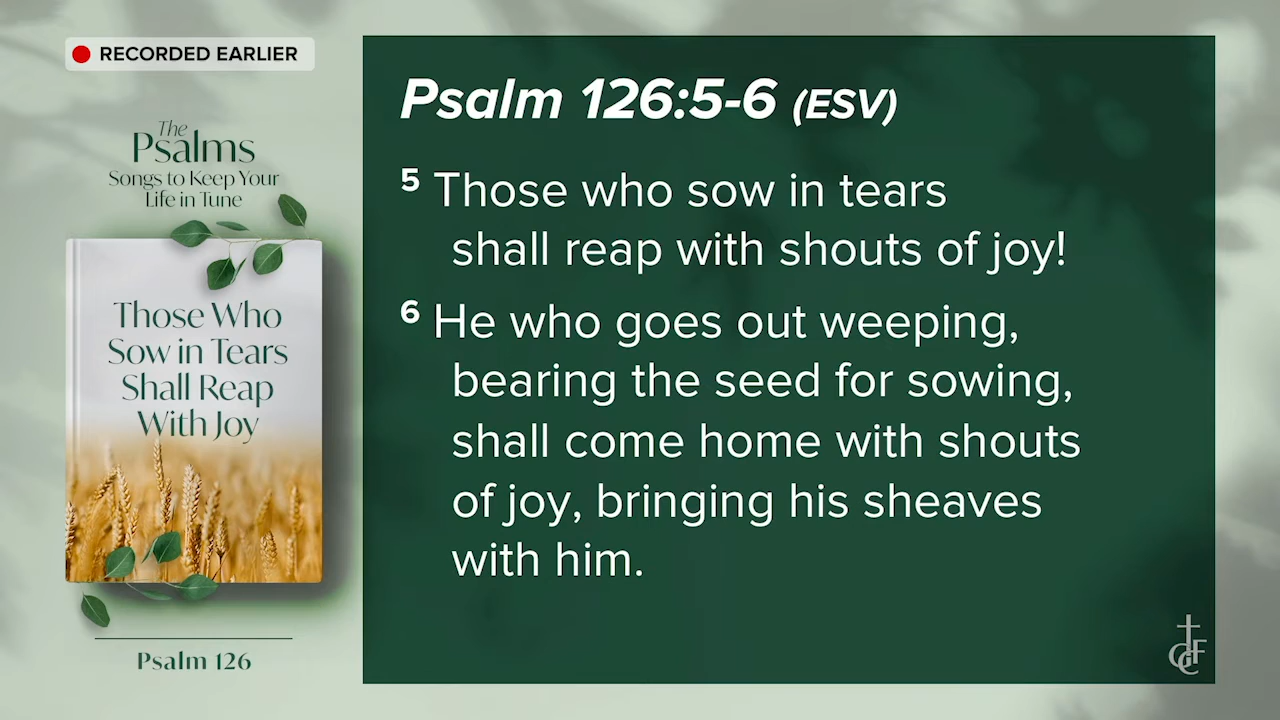 RECORDED EARLIER
The
Psalms
Songs to Keep Your
Life in Tune
Those Who
Sow in Tears
Shall Reap
With Joy
Psalm 126
Psalm 126:5-6 (ESV)
5 Those who sow in tears
shall reap with shouts of joy!
6 He who goes out weeping,
bearing the seed for sowing,
shall come home with shouts
of joy, bringing his sheaves
with him.